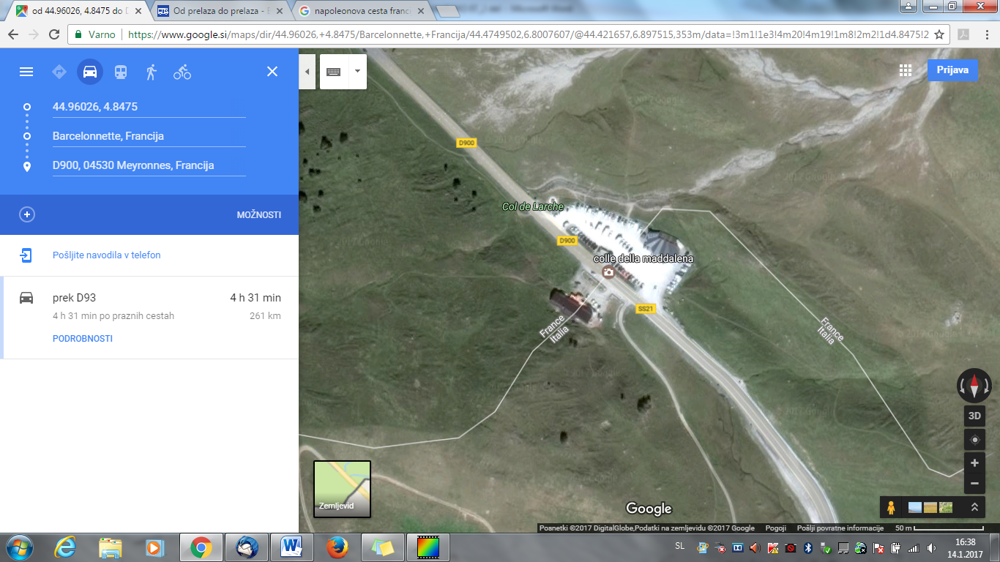 od 44.96026, 4.8475 do D
Od prelaza do prelaza - E
napoleonova cesta franci
Varno
https://www.google.si/maps/dir/44.96026,+4.8475/Barcelonnette,+Francija/44.4749502,6.8007607/@44.421657,6.897515,353m/data=!3m1!1e3!4m20!4m19!1m8!2m2!1d4.8475!2
Prijava
44.96026, 4.8475
Barcelonnette, Francija
D900, 04530 Meyronnes, Francija
MOŽNOSTI
Pošljite navodila v telefon
prek D93
4 h 31 min
4 h 31 min po praznih cestah
261 km
PODROBNOSTI
D900
Col de Larche
D900
colle della maddalena
SS21
France
Italia
France
Italia
3D
Zemljevid
Google
Posnetki ©2017 DigitalGlobe,Podatki na zemljevidu ©2017 Google
Pogoji
Pošlji povratne informacije
50 m
SL
16:38
14.1.2017